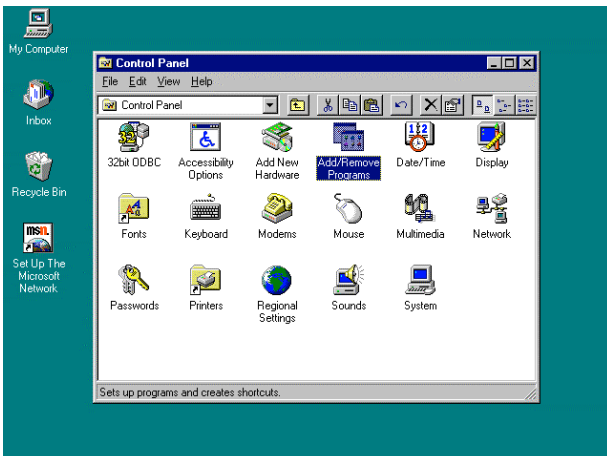 My Computer
Inbox
Recycle Bin
msn.
Set Up The
Microsoft
Network
Control Panel
File Edit View Help
Control Panel
32bit ODBC
Accessibility
Options
Add New
Hardware
Add/Remove
Programs
Date/Time
Display
Fonts
Keyboard
Modems
Mouse
Multimedia
Network
Passwords
Printers
Regional
Settings
Sounds
System
Sets up programs and creates shortcuts.